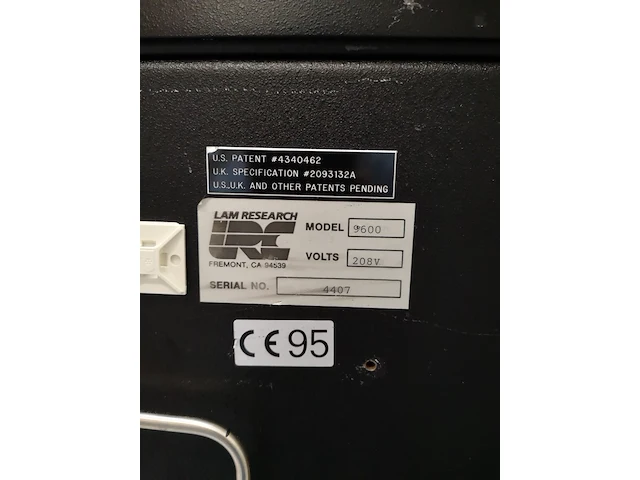 U.S. PATENT #4340462
U.K. SPECIFICATION #2093132A
U.S.,U.K. AND OTHER PATENTS PENDING
LAM RESEARCH
LRC
FREMONT, CA 94539
MODEL 9600
VOLTS 208V
SERIAL NO. 4407
CE 95